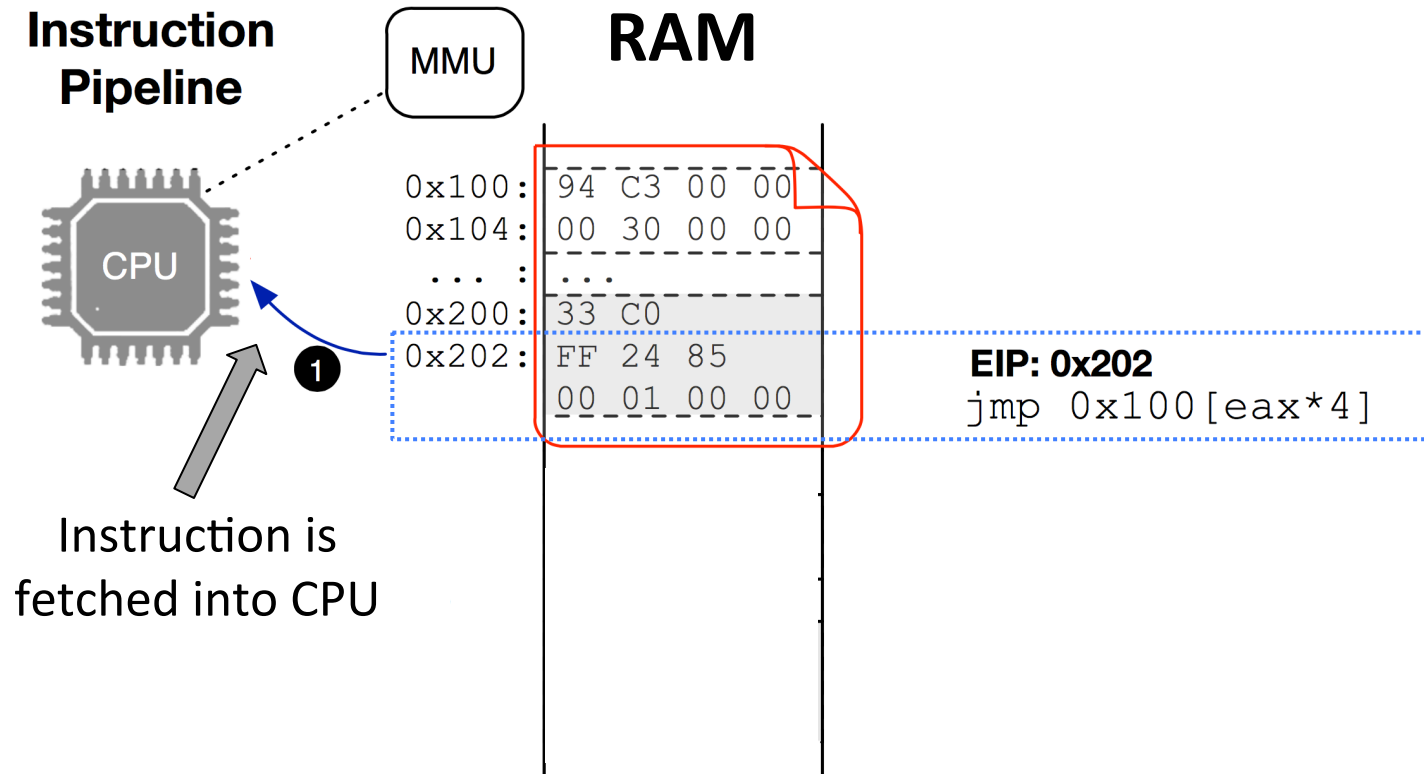 Instruction
Pipeline
MMU
RAM
CPU
0x100: 94 C3 00 00
0x104: 00 30 00 00
... : ...
0x200: 33 C0
0x202: FF 24 85
00 01 00 00
1
EIP: 0x202
jmp 0x100[eax*4]
Instruction is
fetched into CPU